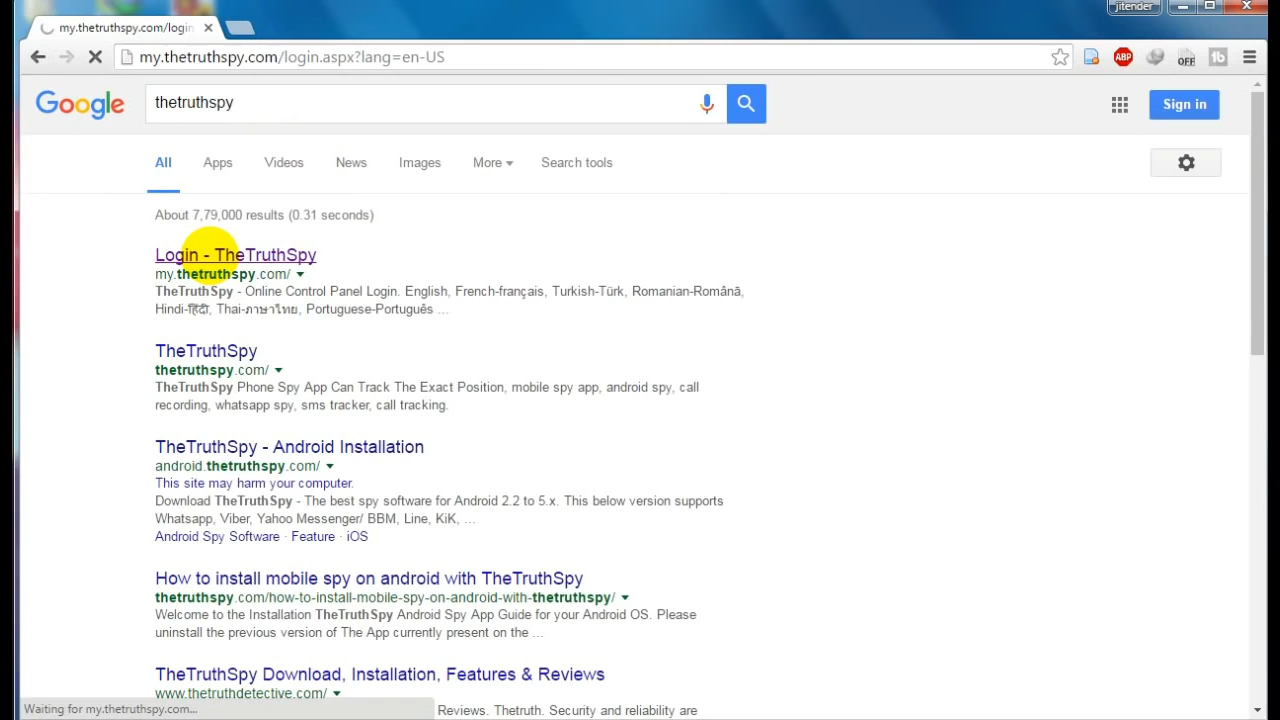 jitender
my.thetruthspy.com/login
my.thetruthspy.com/login.aspx?lang=en-US
ABP
OFF
Google
thetruthspy
Sign in
All Apps Videos News Images More Search tools
About 7,79,000 results (0.31 seconds)
Login - TheTruthSpy
my.thetruthspy.com/
TheTruthSpy - Online Control Panel Login. English, French-français, Turkish-Türk, Romanian-Română,
Hindi-हिंदी, Thai-ภาษาไทย, Portuguese-Português ...
TheTruthSpy
thetruthspy.com/
TheTruthSpy Phone Spy App Can Track The Exact Position, mobile spy app, android spy, call
recording, whatsapp spy, sms tracker, call tracking.
TheTruthSpy - Android Installation
android.thetruthspy.com/
This site may harm your computer.
Download TheTruthSpy - The best spy software for Android 2.2 to 5.x. This below version supports
Whatsapp, Viber, Yahoo Messenger/ BBM, Line, KiK, ...
Android Spy Software · Feature · iOS
How to install mobile spy on android with TheTruthSpy
thetruthspy.com/how-to-install-mobile-spy-on-android-with-thetruthspy/
Welcome to the Installation TheTruthSpy Android Spy App Guide for your Android OS. Please
uninstall the previous version of The App currently present on the ...
TheTruthSpy Download, Installation, Features & Reviews
www.thetruthdetective.com/
Waiting for my.thetruthspy.com...
Reviews. Thetruth. Security and reliability are